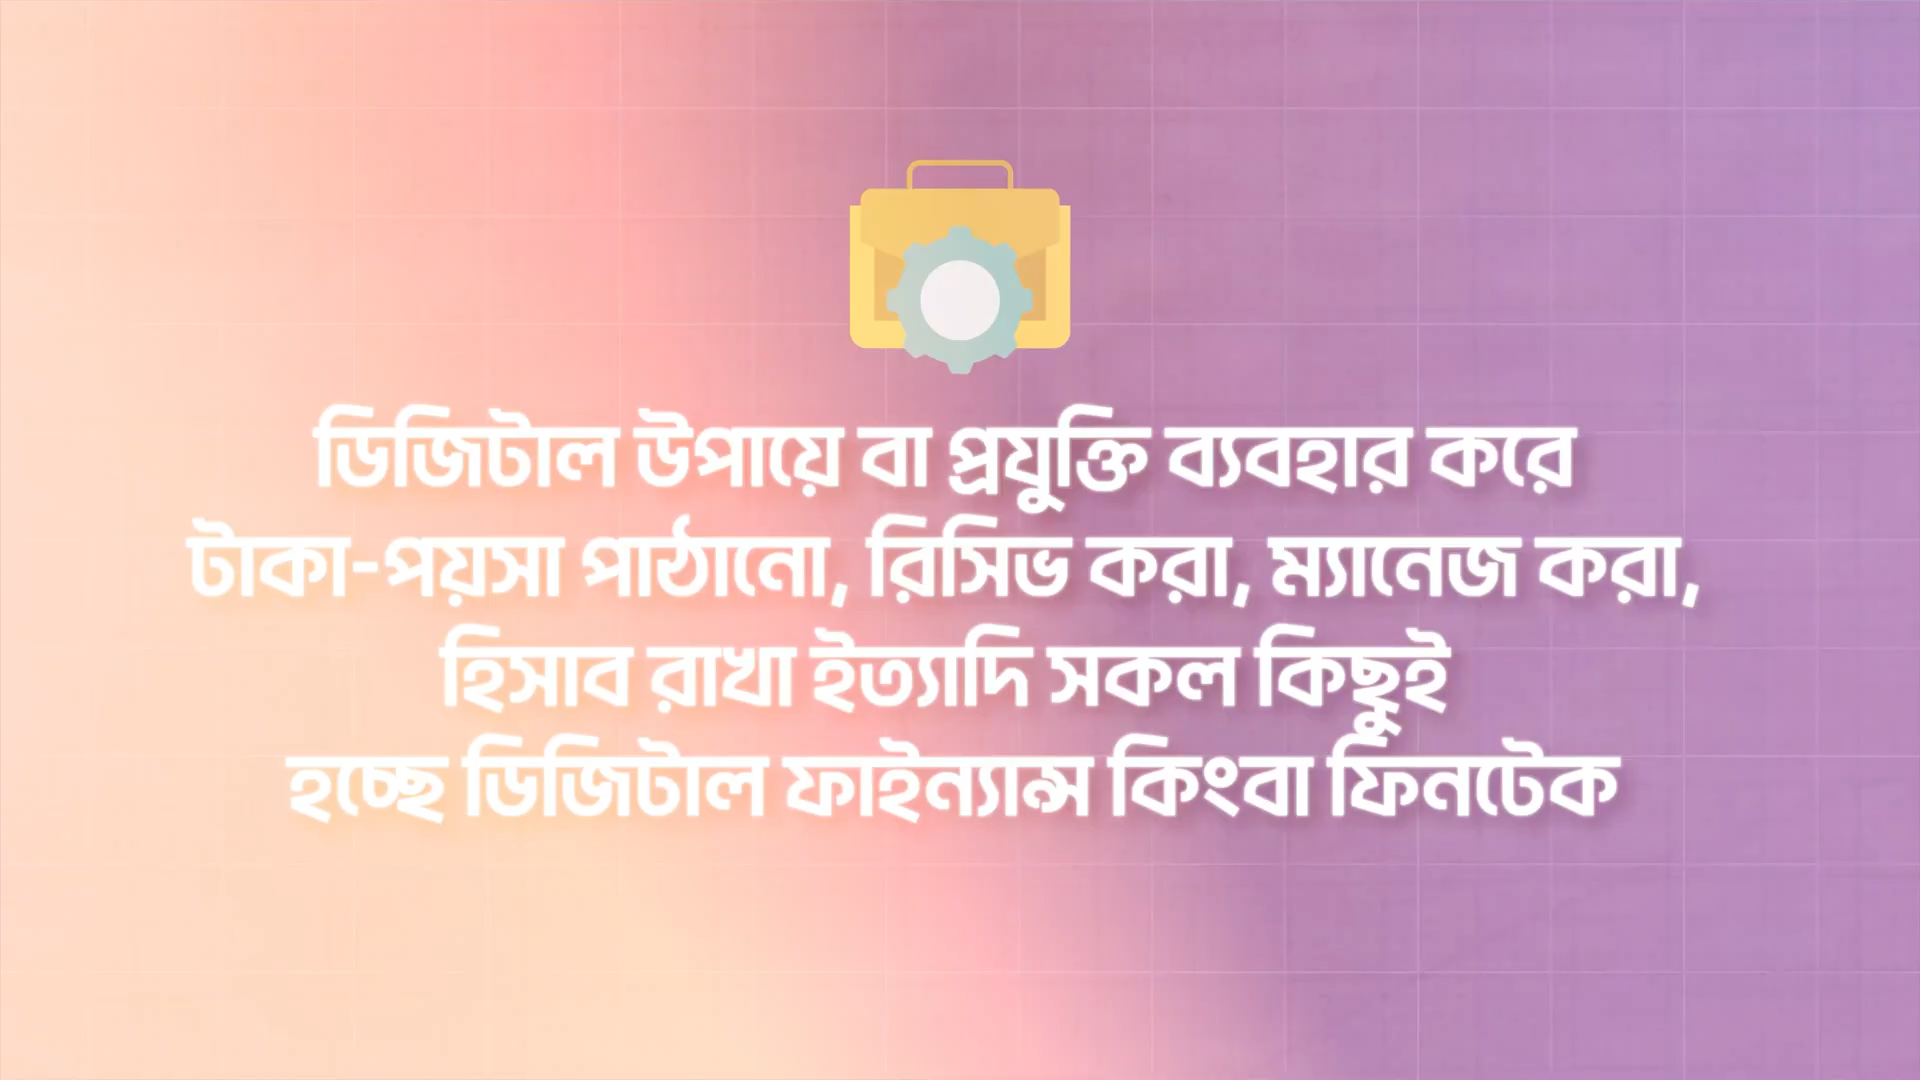 ডিজিটাল উপায়ে বা প্রযুক্তি ব্যবহার করে
টাকা-পয়সা পাঠানো, রিসিভ করা, ম্যানেজ করা,
হিসাব রাখা ইত্যাদি সকল কিছুই
হচ্ছে ডিজিটাল ফাইন্যান্স কিংবা ফিনটেক